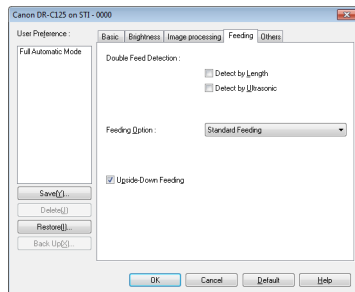 Canon DR-C125 on STI - 0000
User Preference :
Full Automatic Mode
Save(Y)...
Delete(J)
Restore(I)...
Back Up(X)...
Basic Brightness Image processing Feeding Others
Double Feed Detection :
Detect by Length
Detect by Ultrasonic
Feeding Option : Standard Feeding
Upside-Down Feeding
OK Cancel Default Help